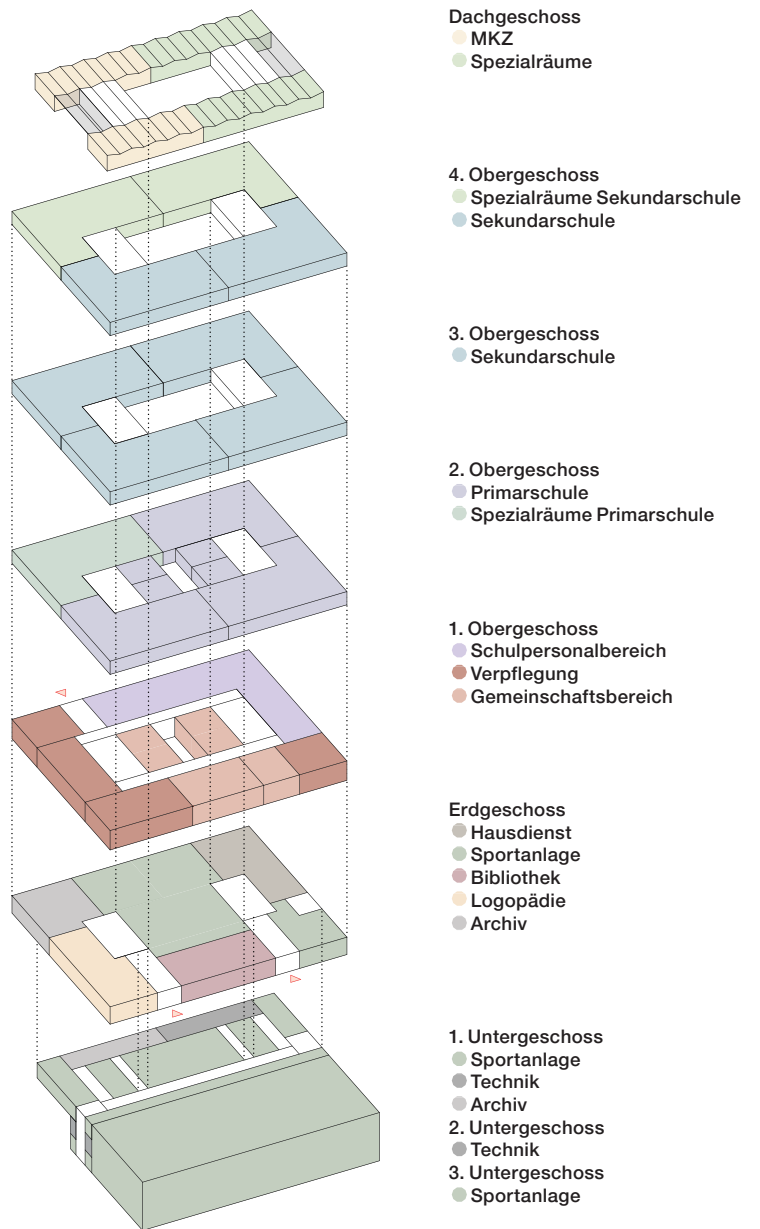 Dachgeschoss
MKZ
Spezialräume
4. Obergeschoss
Spezialräume Sekundarschule
Sekundarschule
3. Obergeschoss
Sekundarschule
2. Obergeschoss
Primarschule
Spezialräume Primarschule
1. Obergeschoss
Schulpersonalbereich
Verpflegung
Gemeinschaftsbereich
Erdgeschoss
Hausdienst
Sportanlage
Bibliothek
Logopädie
Archiv
1. Untergeschoss
Sportanlage
Technik
Archiv
2. Untergeschoss
Technik
3. Untergeschoss
Sportanlage